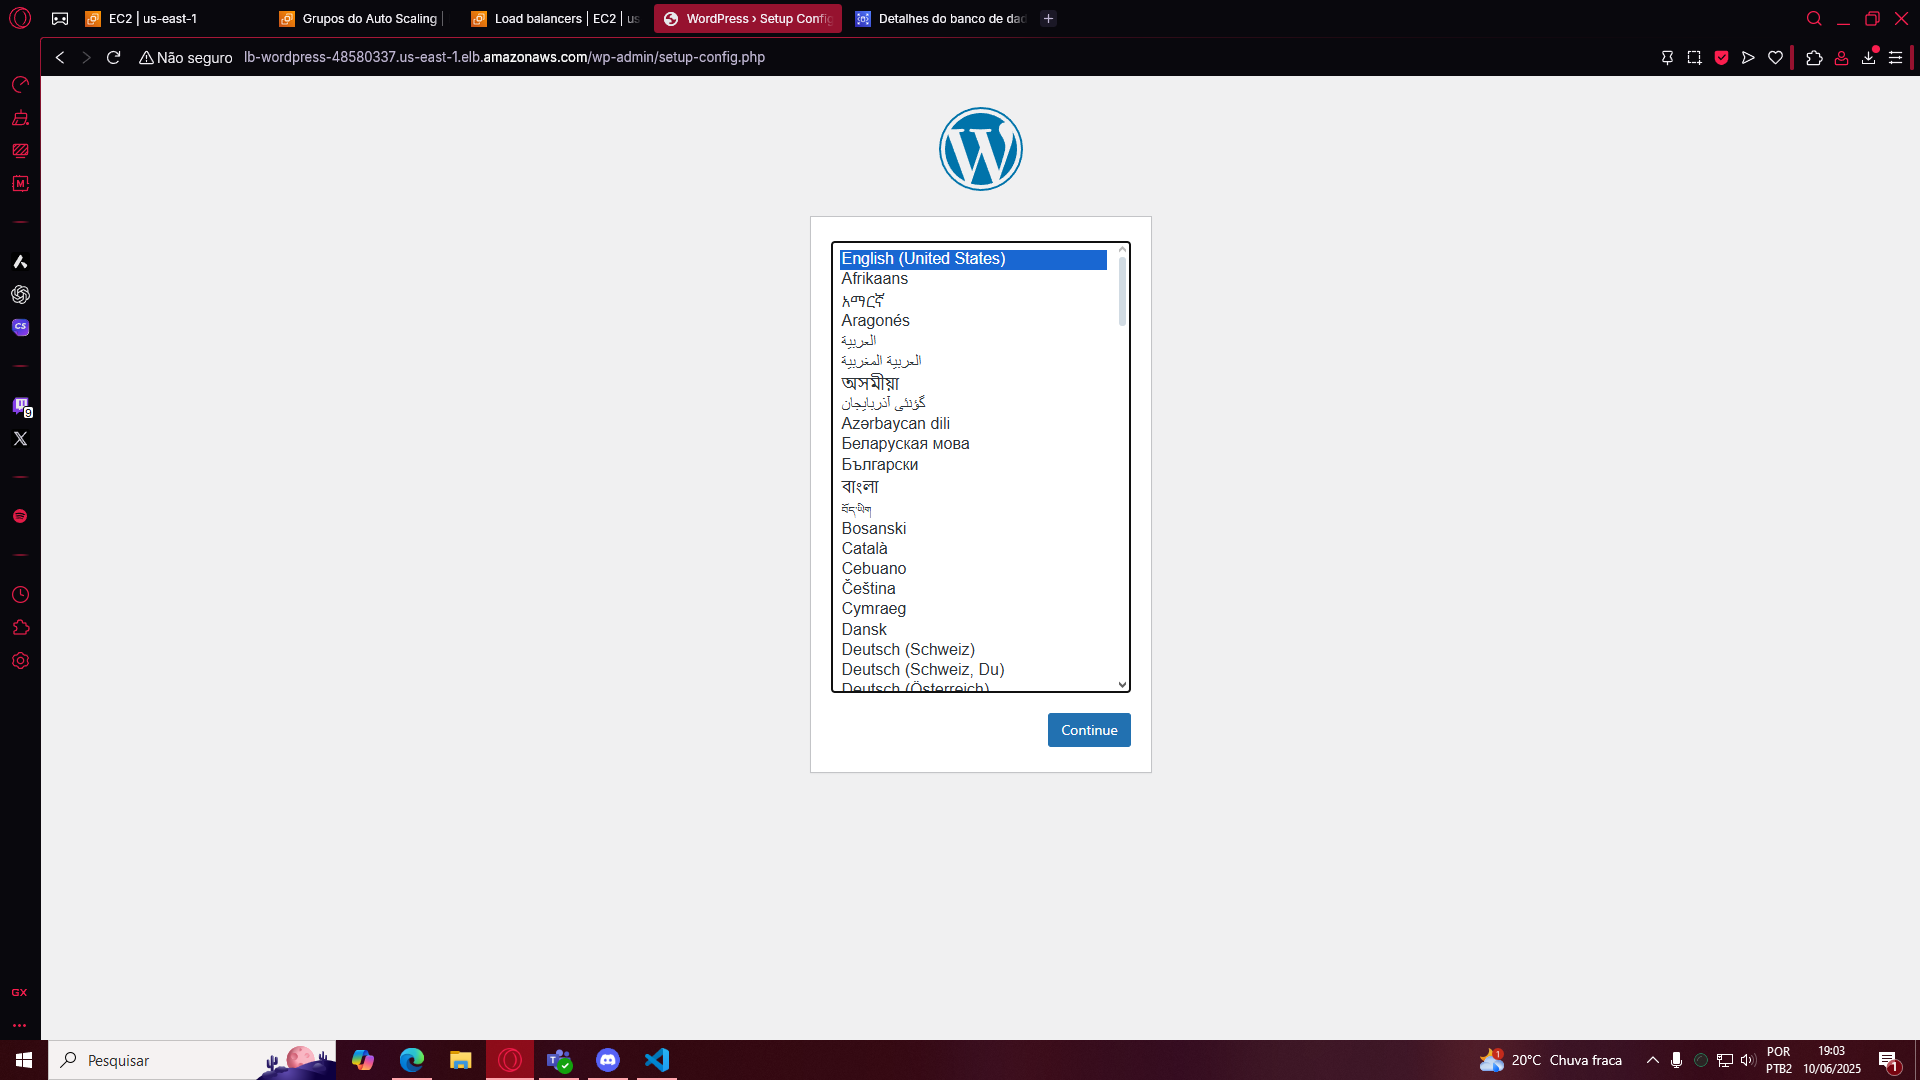 EC2 | us-east-1
Grupos do Auto Scaling |
Load balancers | EC2 | us
WordPress › Setup Config
Detalhes do banco de dad
Não seguro
lb-wordpress-48580337.us-east-1.elb.amazonaws.com/wp-admin/setup-config.php
M
CS
9
English (United States)
Afrikaans
አማርኛ
Aragonés
العربية
العربية المغربية
অসমীয়া
گؤنئی آذربایجان
Azərbaycan dili
Беларуская мова
Български
বাংলা
བོད་ཡིག
Bosanski
Català
Cebuano
Čeština
Cymraeg
Dansk
Deutsch (Schweiz)
Deutsch (Schweiz, Du)
Deutsch (Österreich)
Continue
GX
Pesquisar
1
20°C Chuva fraca
POR
PTB2
19:03
10/06/2025
1